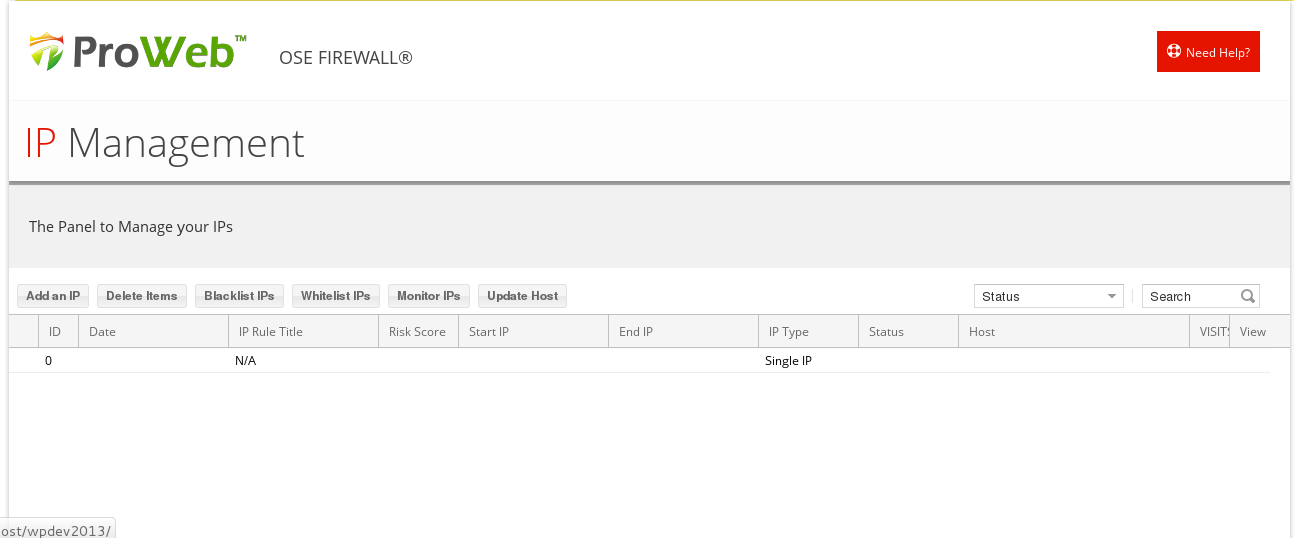 ProWeb™ OSE FIREWALL® Need Help?
IP Management
The Panel to Manage your IPs
Add an IP Delete Items Blacklist IPs Whitelist IPs Monitor IPs Update Host Status Search
ID Date IP Rule Title Risk Score Start IP End IP IP Type Status Host VISITS View
0 N/A Single IP
ost/wpdev2013/